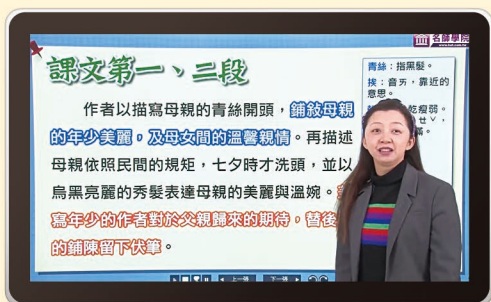 名師學院
課文第一、二段
作者以描寫母親的青絲開頭，鋪敘母親
的年少美麗，及母女間的溫馨親情。再描述
母親依照民間的規矩，七夕時才洗頭，並以
烏黑亮麗的秀髮表達母親的美麗與溫婉。
寫年少的作者對於父親歸來的期待，替後
的鋪陳留下伏筆。
青絲：指黑髮。
挨：音ㄞ，靠近的
意思。
乾瘦弱。
上一張
下一張